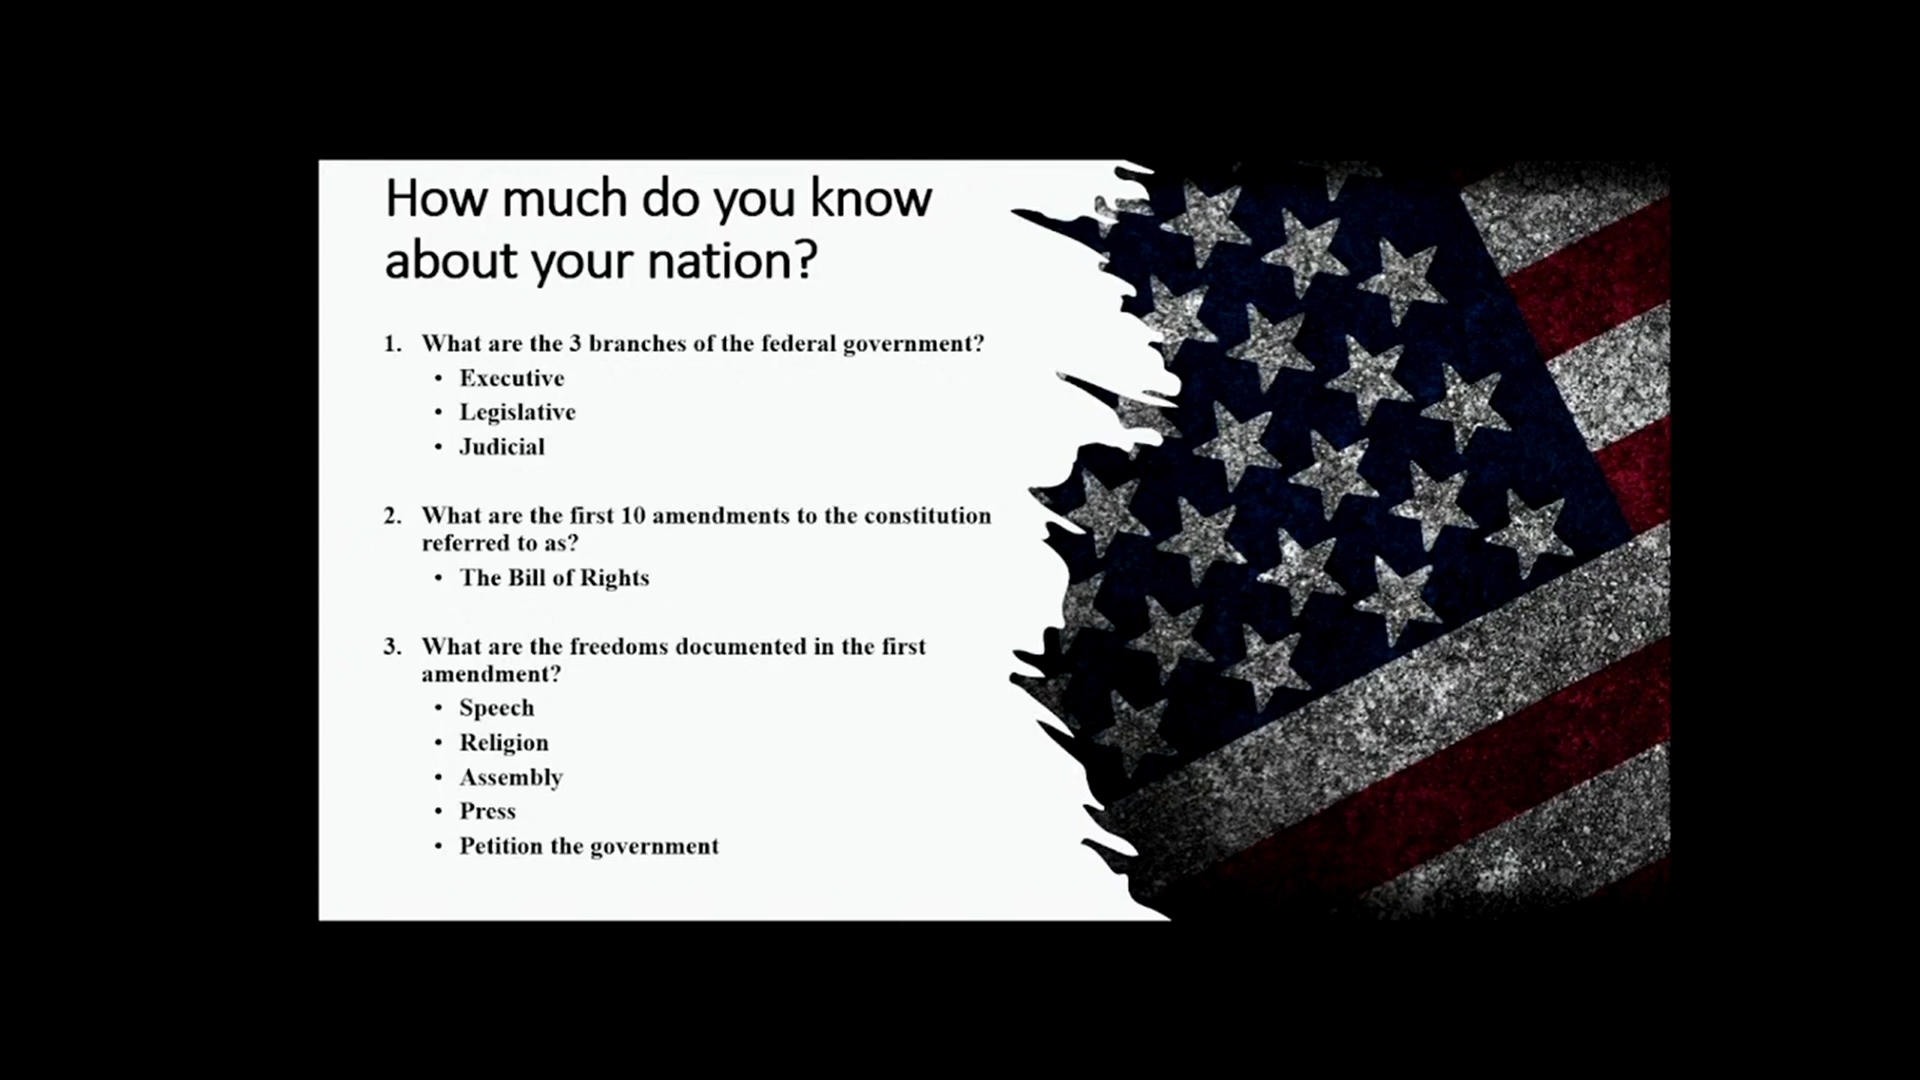 How much do you know
about your nation?
1. What are the 3 branches of the federal government?
• Executive
• Legislative
• Judicial
2. What are the first 10 amendments to the constitution
referred to as?
• The Bill of Rights
3. What are the freedoms documented in the first
amendment?
• Speech
• Religion
• Assembly
• Press
• Petition the government